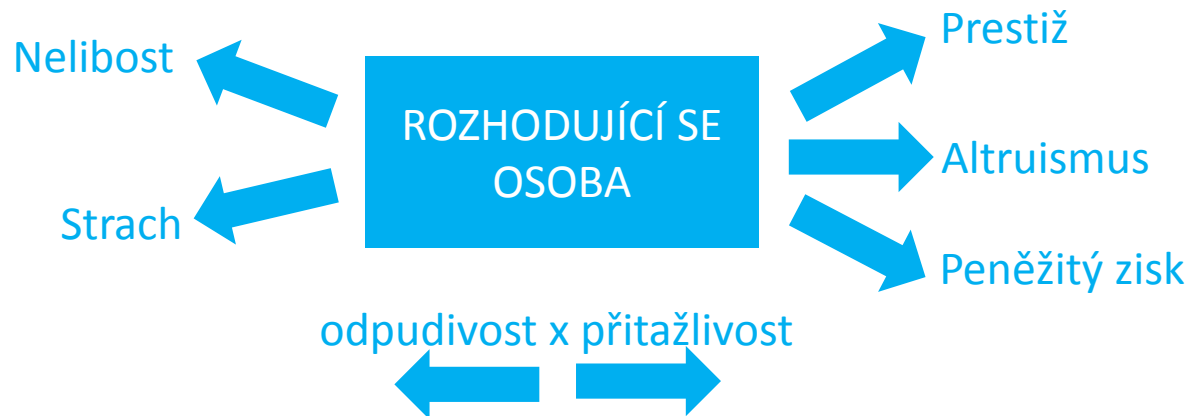 Nelibost
Strach
ROZHODUJÍCÍ SE
OSOBA
Prestiž
Altruismus
Peněžitý zisk
odpudivost x přitažlivost